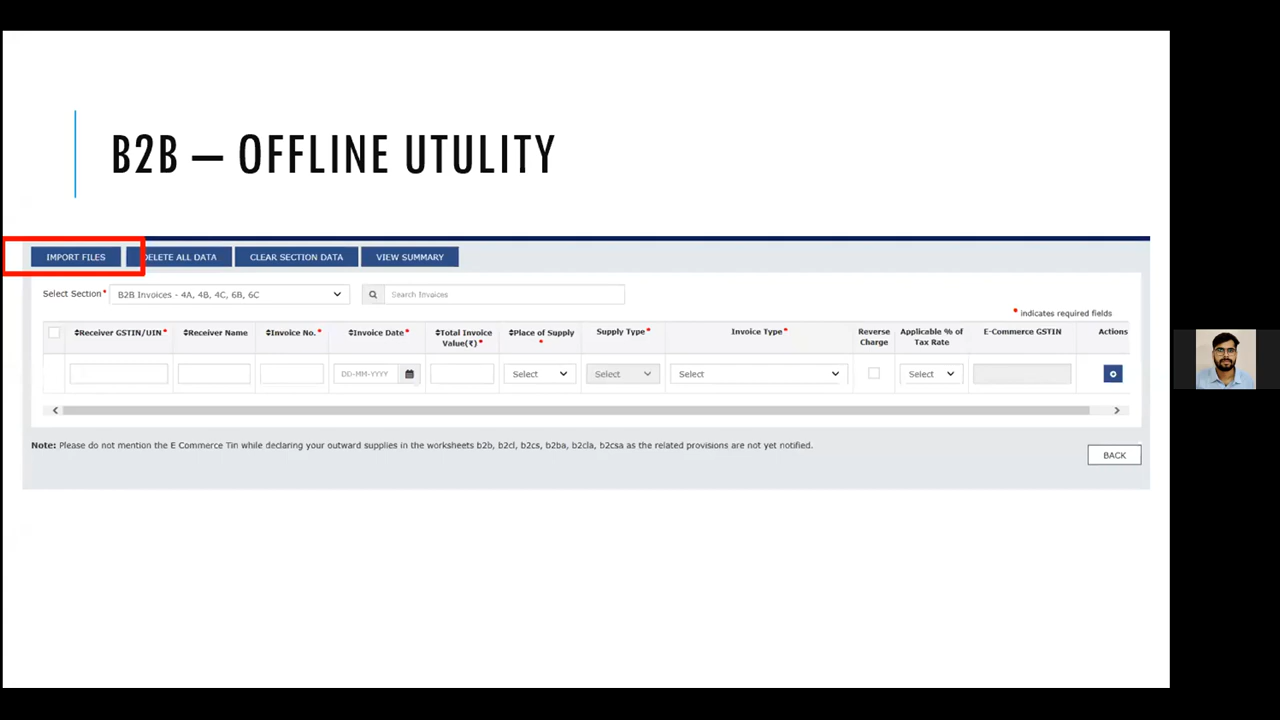 B2B – OFFLINE UTULITY
IMPORT FILES DELETE ALL DATA CLEAR SECTION DATA VIEW SUMMARY
Select Section* B2B Invoices - 4A, 4B, 4C, 6B, 6C Search Invoices
* Indicates required fields
Receiver GSTIN/UIN* Receiver Name Invoice No.* Invoice Date* Total Invoice Value(₹)* Place of Supply* Supply Type* Invoice Type* Reverse Charge Applicable % of Tax Rate E-Commerce GSTIN Actions
DD-MM-YYYY Select Select Select Select
Note: Please do not mention the E Commerce Tin while declaring your outward supplies in the worksheets b2b, b2cl, b2cs, b2ba, b2cla, b2csa as the related provisions are not yet notified.
BACK